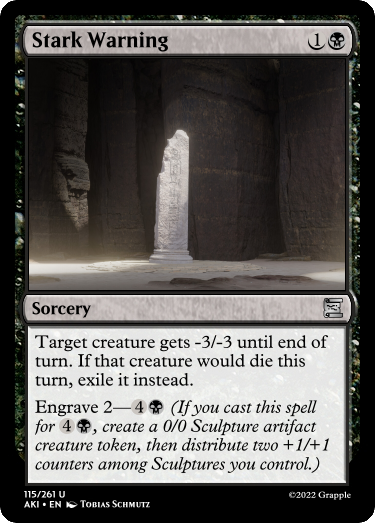 Stark Warning 1
Sorcery
Target creature gets -3/-3 until end of
turn. If that creature would die this
turn, exile it instead.
Engrave 2—4 (If you cast this spell
for 4, create a 0/0 Sculpture artifact
creature token, then distribute two +1/+1
counters among Sculptures you control.)
115/261 U
AKI • EN Tobias Schmutz
©2022 Grapple